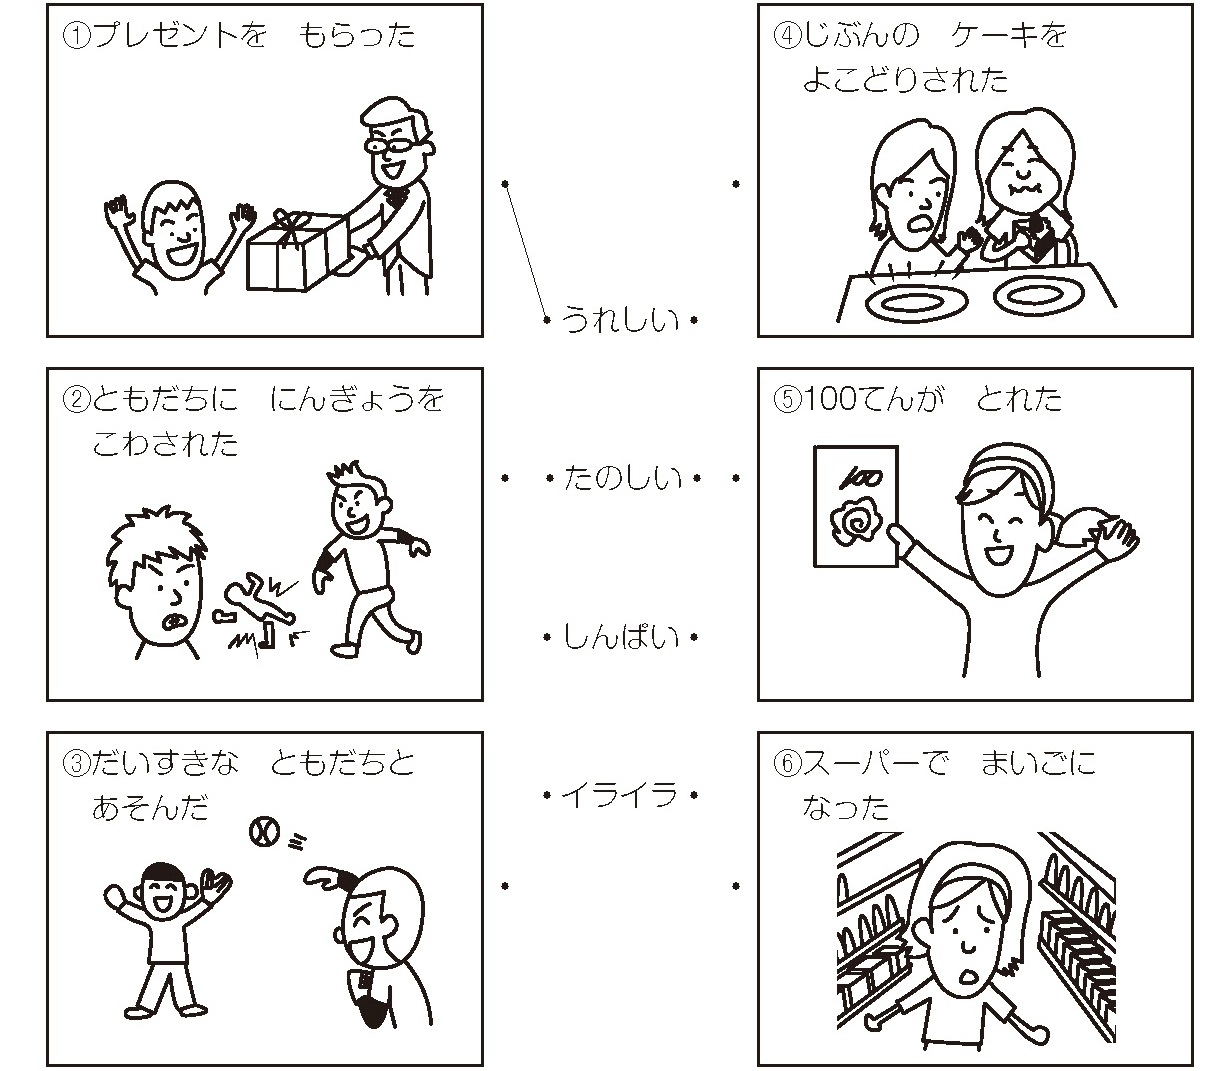 ①プレゼントを　もらった
②ともだちに　にんぎょうを
こわされた
③だいすきな　ともだちと
あそんだ
うれしい
たのしい
しんぱい
イライラ
④じぶんの　ケーキを
よこどりされた
⑤100てんが　とれた
100
⑥スーパーで　まいごに
なった